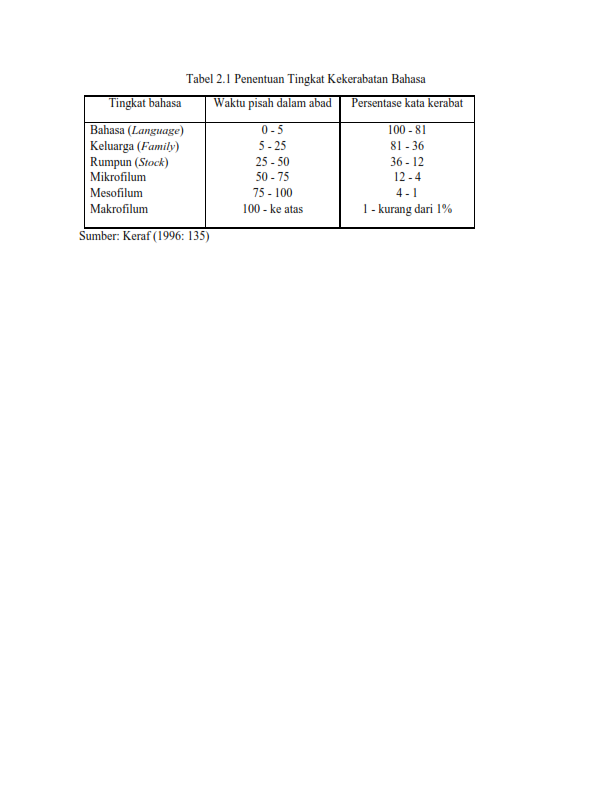 Tabel 2.1 Penentuan Tingkat Kekerabatan Bahasa
Tingkat bahasa Waktu pisah dalam abad Persentase kata kerabat
Bahasa (Language) 0 - 5 100 - 81
Keluarga (Family) 5 - 25 81 - 36
Rumpun (Stock) 25 - 50 36 - 12
Mikrofilum 50 - 75 12 - 4
Mesofilum 75 - 100 4 - 1
Makrofilum 100 - ke atas 1 - kurang dari 1%
Sumber: Keraf (1996: 135)